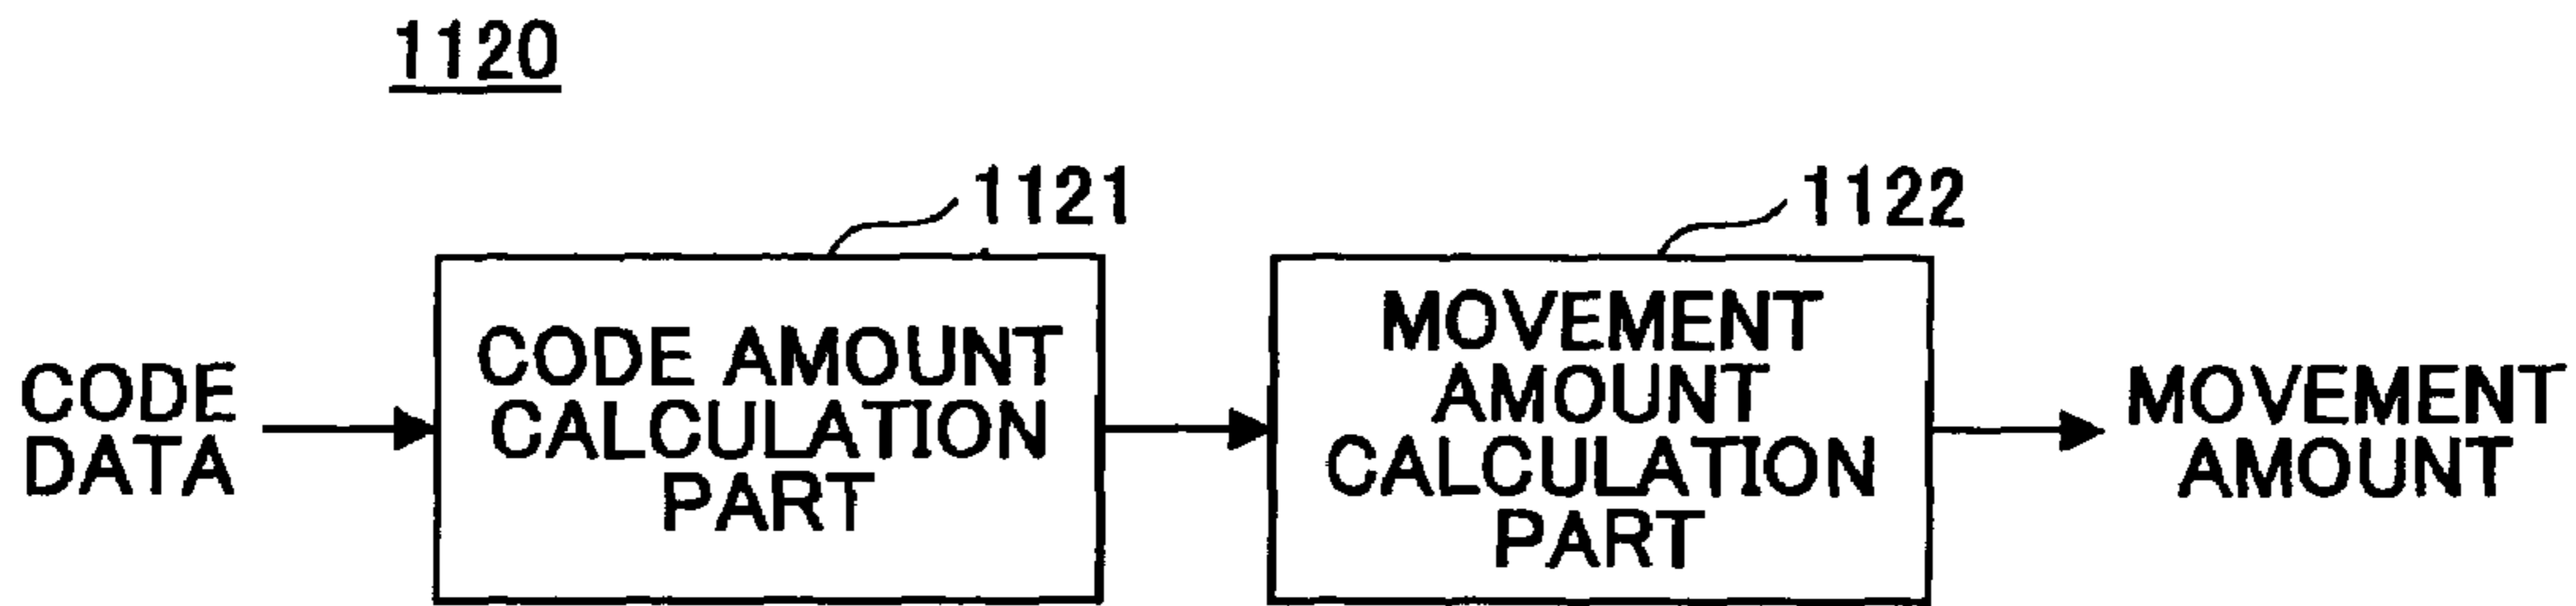 1120
1121
1122
CODE
DATA
CODE AMOUNT
CALCULATION
PART
MOVEMENT
AMOUNT
CALCULATION
PART
MOVEMENT
AMOUNT